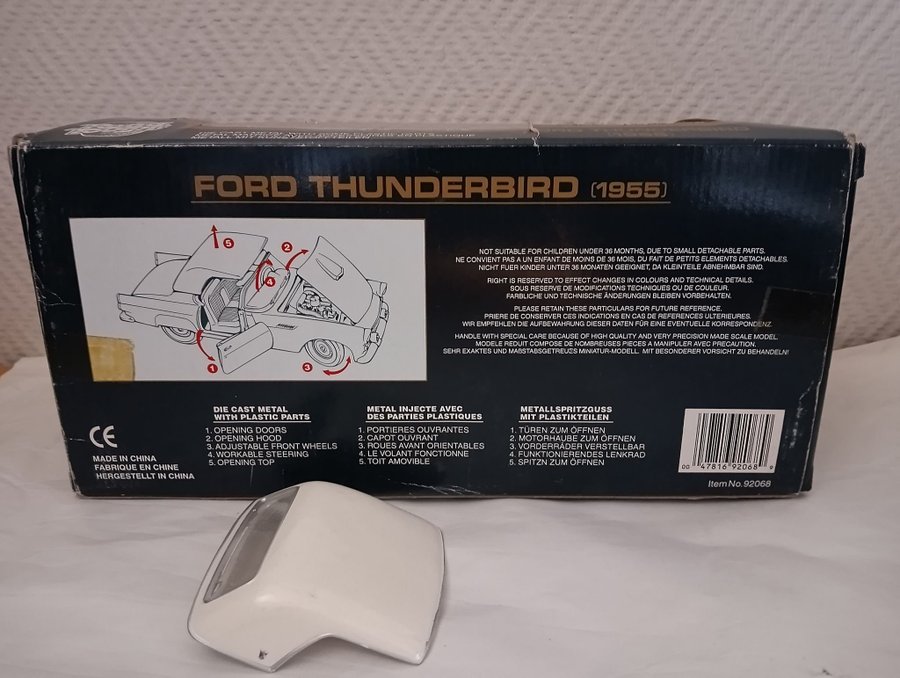 FORD THUNDERBIRD (1955)
5
2
4
1
3
NOT SUITABLE FOR CHILDREN UNDER 36 MONTHS, DUE TO SMALL DETACHABLE PARTS.
NE CONVIENT PAS A UN ENFANT DE MOINS DE 36 MOIS, DU FAIT DE PETITS ELEMENTS DETACHABLES.
NICHT FUER KINDER UNTER 36 MONATEN GEEIGNET, DA KLEINTEILE ABNEHMBAR SIND.
RIGHT IS RESERVED TO EFFECT CHANGES IN COLOURS AND TECHNICAL DETAILS.
SOUS RESERVE DE MODIFICATIONS TECHNIQUES OU DE COULEUR.
FARBLICHE UND TECHNISCHE ÄNDERUNGEN BLEIBEN VORBEHALTEN.
PLEASE RETAIN THESE PARTICULARS FOR FUTURE REFERENCE.
PRIERE DE CONSERVER CES INDICATIONS EN CAS DE REFERENCES ULTERIEURES.
WIR EMPFEHLEN DIE AUFBEWAHRUNG DIESER DATEN FÜR EINE EVENTUELLE KORRESPONDENZ.
HANDLE WITH SPECIAL CARE BECAUSE OF HIGH QUALITY AND VERY PRECISION MADE SCALE MODEL.
MODELE REDUIT COMPOSE DE NOMBREUSES PIECES A MANIPULER AVEC PRECAUTION.
SEHR EXAKTES UND MABSTABSGETREUES MINIATUR-MODELL. MIT BESONDERER VORSICHT ZU BEHANDELN!
DIE CAST METAL
WITH PLASTIC PARTS
1. OPENING DOORS
2. OPENING HOOD
3. ADJUSTABLE FRONT WHEELS
4. WORKABLE STEERING
5. OPENING TOP
METAL INJECTE AVEC
DES PARTIES PLASTIQUES
1. PORTIERES OUVRANTES
2. CAPOT OUVRANT
3. ROUES AVANT ORIENTABLES
4. LE VOLANT FONCTIONNE
5. TOIT AMOVIBLE
METALLSPRITZGUSS
MIT PLASTIKTEILEN
1. TÜREN ZUM ÖFFNEN
2. MOTORHAUBE ZUM ÖFFNEN
3. VORDERRÄDER VERSTELLBAR
4. FUNKTIONIERENDES LENKRAD
5. SPITZN ZUM ÖFFNEN
CE
MADE IN CHINA
FABRIQUE EN CHINE
HERGESTELLT IN CHINA
47816 92068 9
Item No. 92068